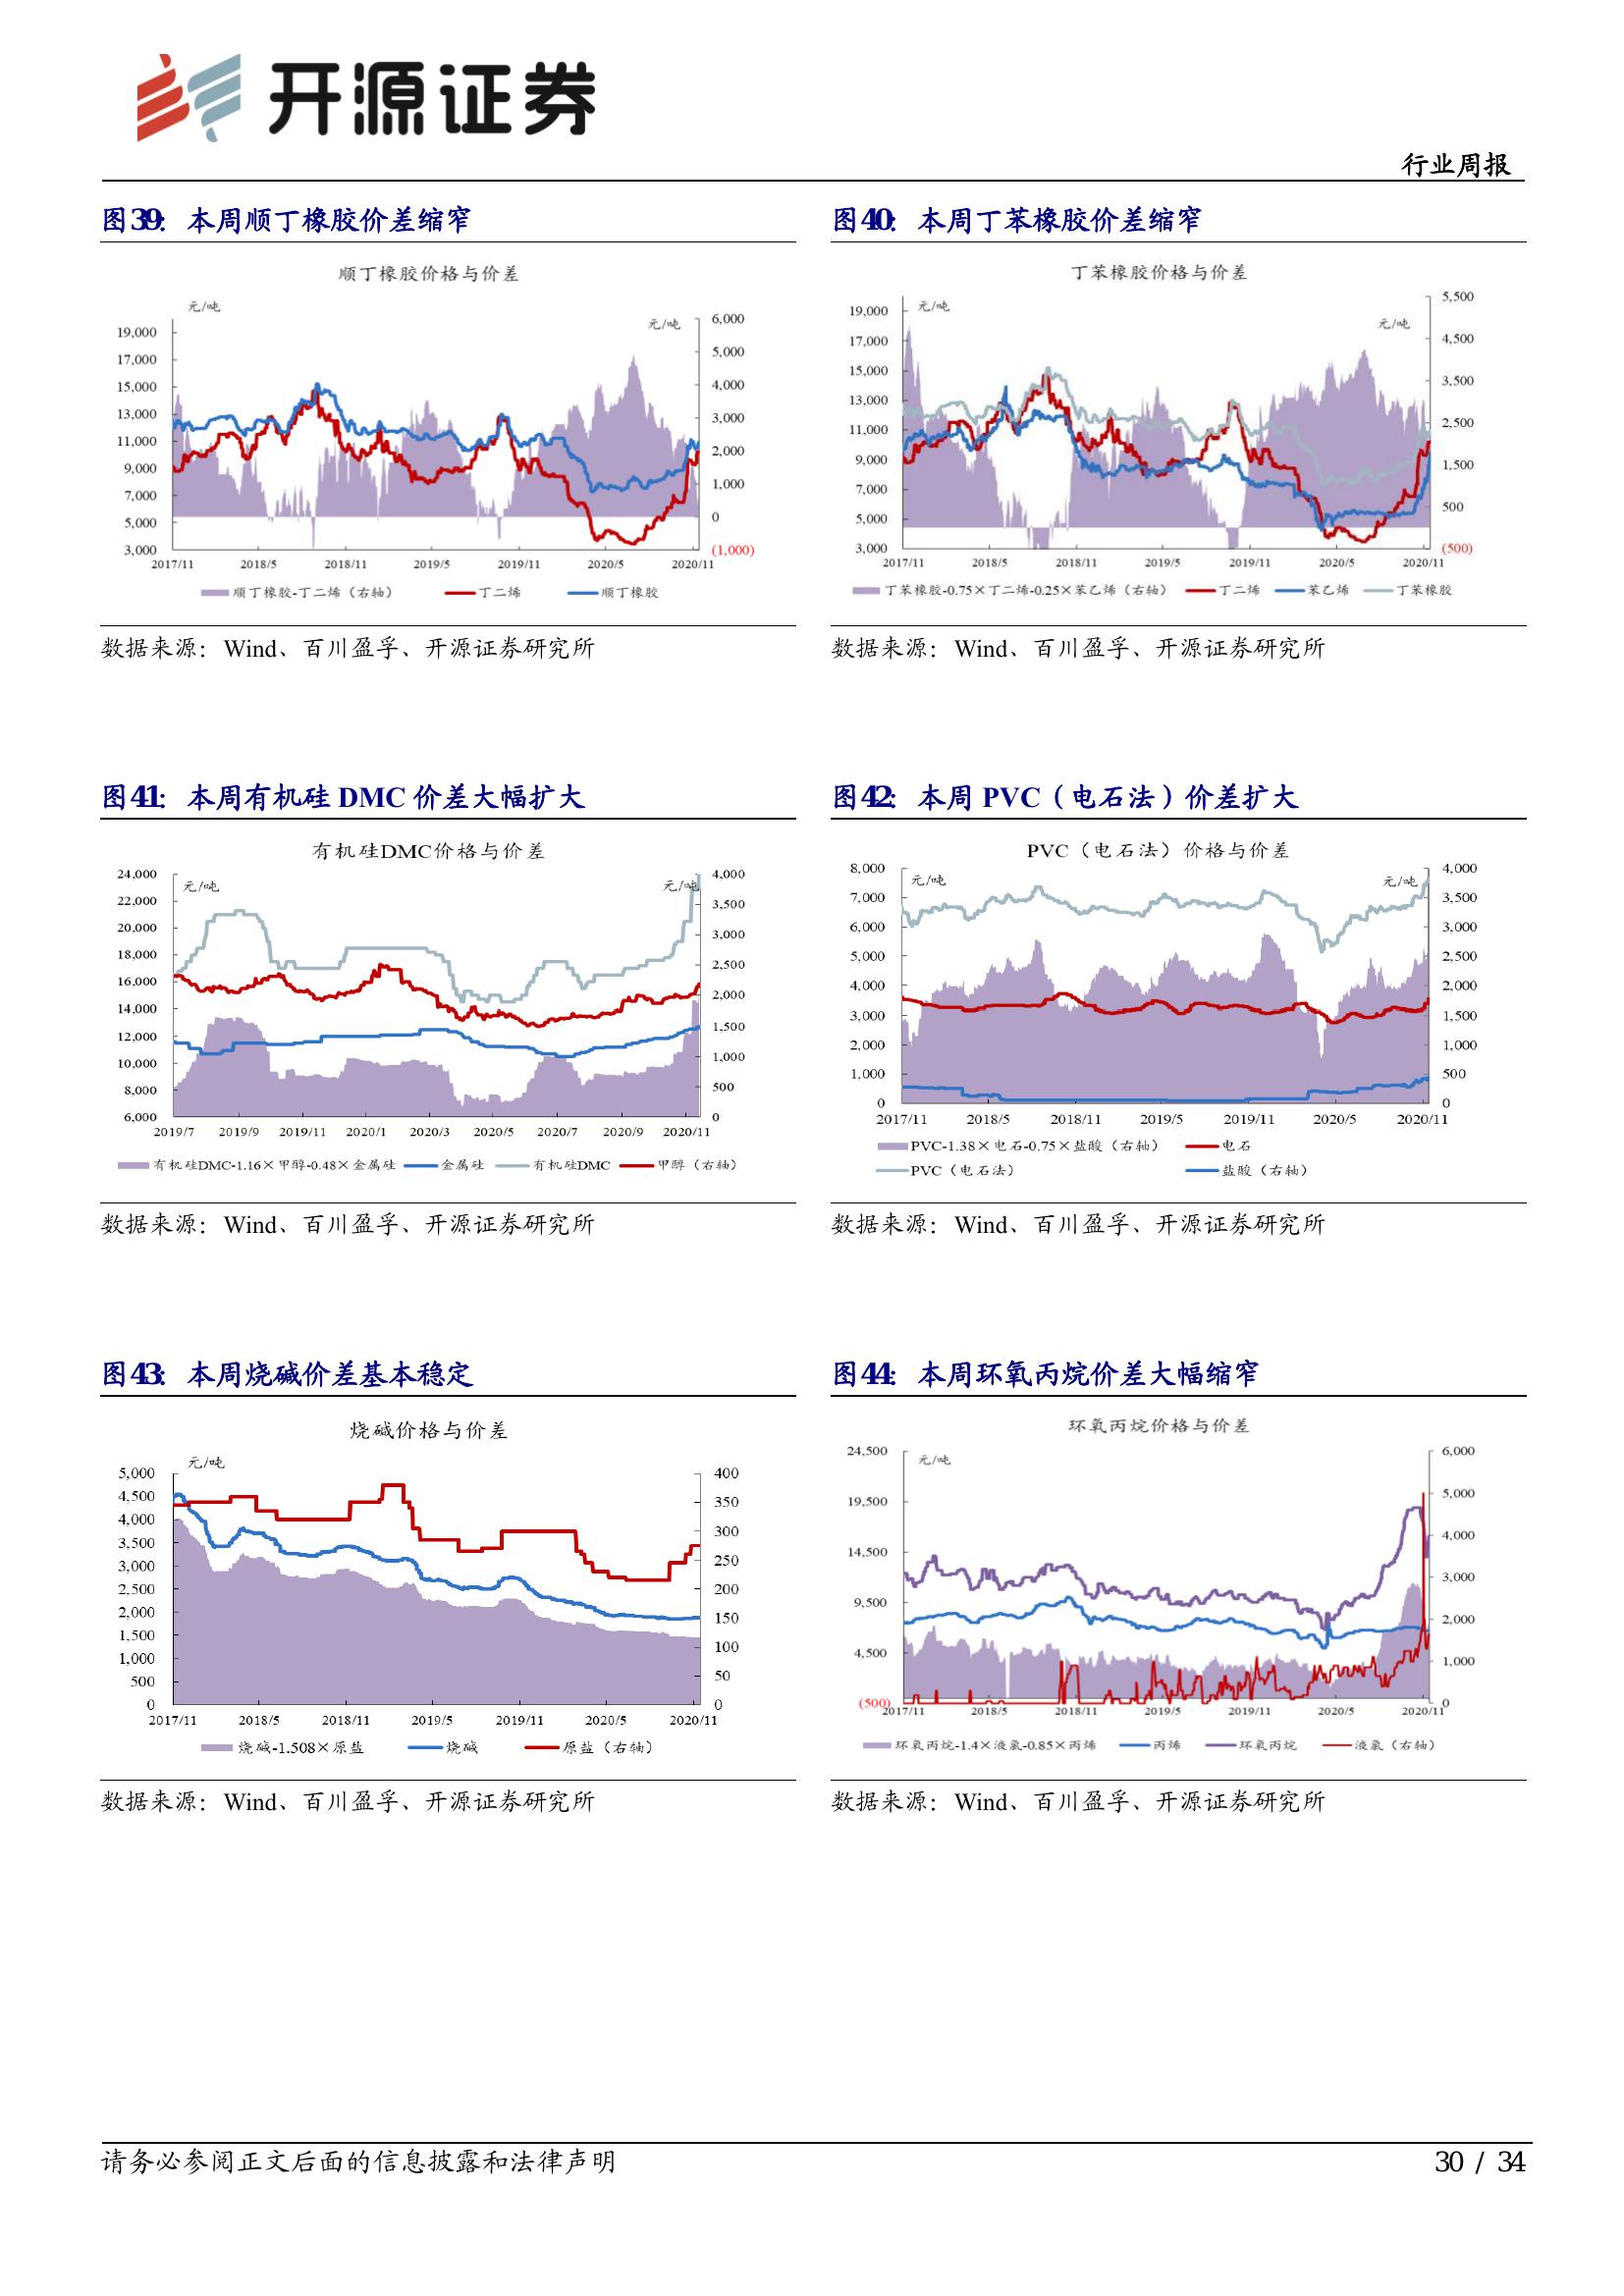 开源证券
行业周报
图39： 本周顺丁橡胶价差缩窄
顺丁橡胶价格与价差
元/吨
元/吨
19,000
17,000
15,000
13,000
11,000
9,000
7,000
5,000
3,000
6,000
5,000
4,000
3,000
2,000
1,000
0
(1,000)
2017/11 2018/5 2018/11 2019/5 2019/11 2020/5 2020/11
顺丁橡胶-丁二烯（右轴） 丁二烯 顺丁橡胶
数据来源：Wind、百川盈孚、开源证券研究所
图40： 本周丁苯橡胶价差缩窄
丁苯橡胶价格与价差
元/吨
元/吨
19,000
17,000
15,000
13,000
11,000
9,000
7,000
5,000
3,000
5,500
4,500
3,500
2,500
1,500
500
(500)
2017/11 2018/5 2018/11 2019/5 2019/11 2020/5 2020/11
丁苯橡胶-0.75×丁二烯-0.25×苯乙烯（右轴） 丁二烯 苯乙烯 丁苯橡胶
数据来源：Wind、百川盈孚、开源证券研究所
图41： 本周有机硅 DMC 价差大幅扩大
有机硅DMC价格与价差
元/吨
元/吨
24,000
22,000
20,000
18,000
16,000
14,000
12,000
10,000
8,000
6,000
4,000
3,500
3,000
2,500
2,000
1,500
1,000
500
0
2019/7 2019/9 2019/11 2020/1 2020/3 2020/5 2020/7 2020/9 2020/11
有机硅DMC-1.16×甲醇-0.48×金属硅 金属硅 有机硅DMC 甲醇（右轴）
数据来源：Wind、百川盈孚、开源证券研究所
图42： 本周 PVC（电石法）价差扩大
PVC（电石法）价格与价差
元/吨
元/吨
8,000
7,000
6,000
5,000
4,000
3,000
2,000
1,000
0
4,000
3,500
3,000
2,500
2,000
1,500
1,000
500
0
2017/11 2018/5 2018/11 2019/5 2019/11 2020/5 2020/11
PVC-1.38×电石-0.75×盐酸（右轴） 电石
PVC（电石法） 盐酸（右轴）
数据来源：Wind、百川盈孚、开源证券研究所
图43： 本周烧碱价差基本稳定
烧碱价格与价差
元/吨
5,000
4,500
4,000
3,500
3,000
2,500
2,000
1,500
1,000
500
0
400
350
300
250
200
150
100
50
0
2017/11 2018/5 2018/11 2019/5 2019/11 2020/5 2020/11
烧碱-1.508×原盐 烧碱 原盐（右轴）
数据来源：Wind、百川盈孚、开源证券研究所
图44： 本周环氧丙烷价差大幅缩窄
环氧丙烷价格与价差
元/吨
24,500
19,500
14,500
9,500
4,500
(500)
6,000
5,000
4,000
3,000
2,000
1,000
0
2017/11 2018/5 2018/11 2019/5 2019/11 2020/5 2020/11
环氧丙烷-1.4×液氯-0.85×丙烯 丙烯 环氧丙烷 液氯（右轴）
数据来源：Wind、百川盈孚、开源证券研究所
请务必参阅正文后面的信息披露和法律声明
30 / 34